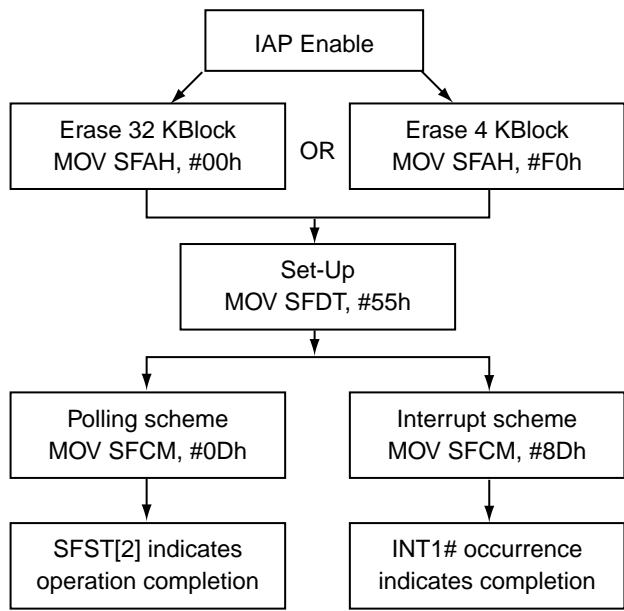 IAP Enable
Erase 32 KBlock
MOV SFAH, #00h
OR
Erase 4 KBlock
MOV SFAH, #F0h
Set-Up
MOV SFDT, #55h
Polling scheme
MOV SFCM, #0Dh
Interrupt scheme
MOV SFCM, #8Dh
SFST[2] indicates
operation completion
INT1# occurrence
indicates completion